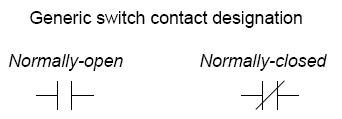 Generic switch contact designation
Normally-open Normally-closed